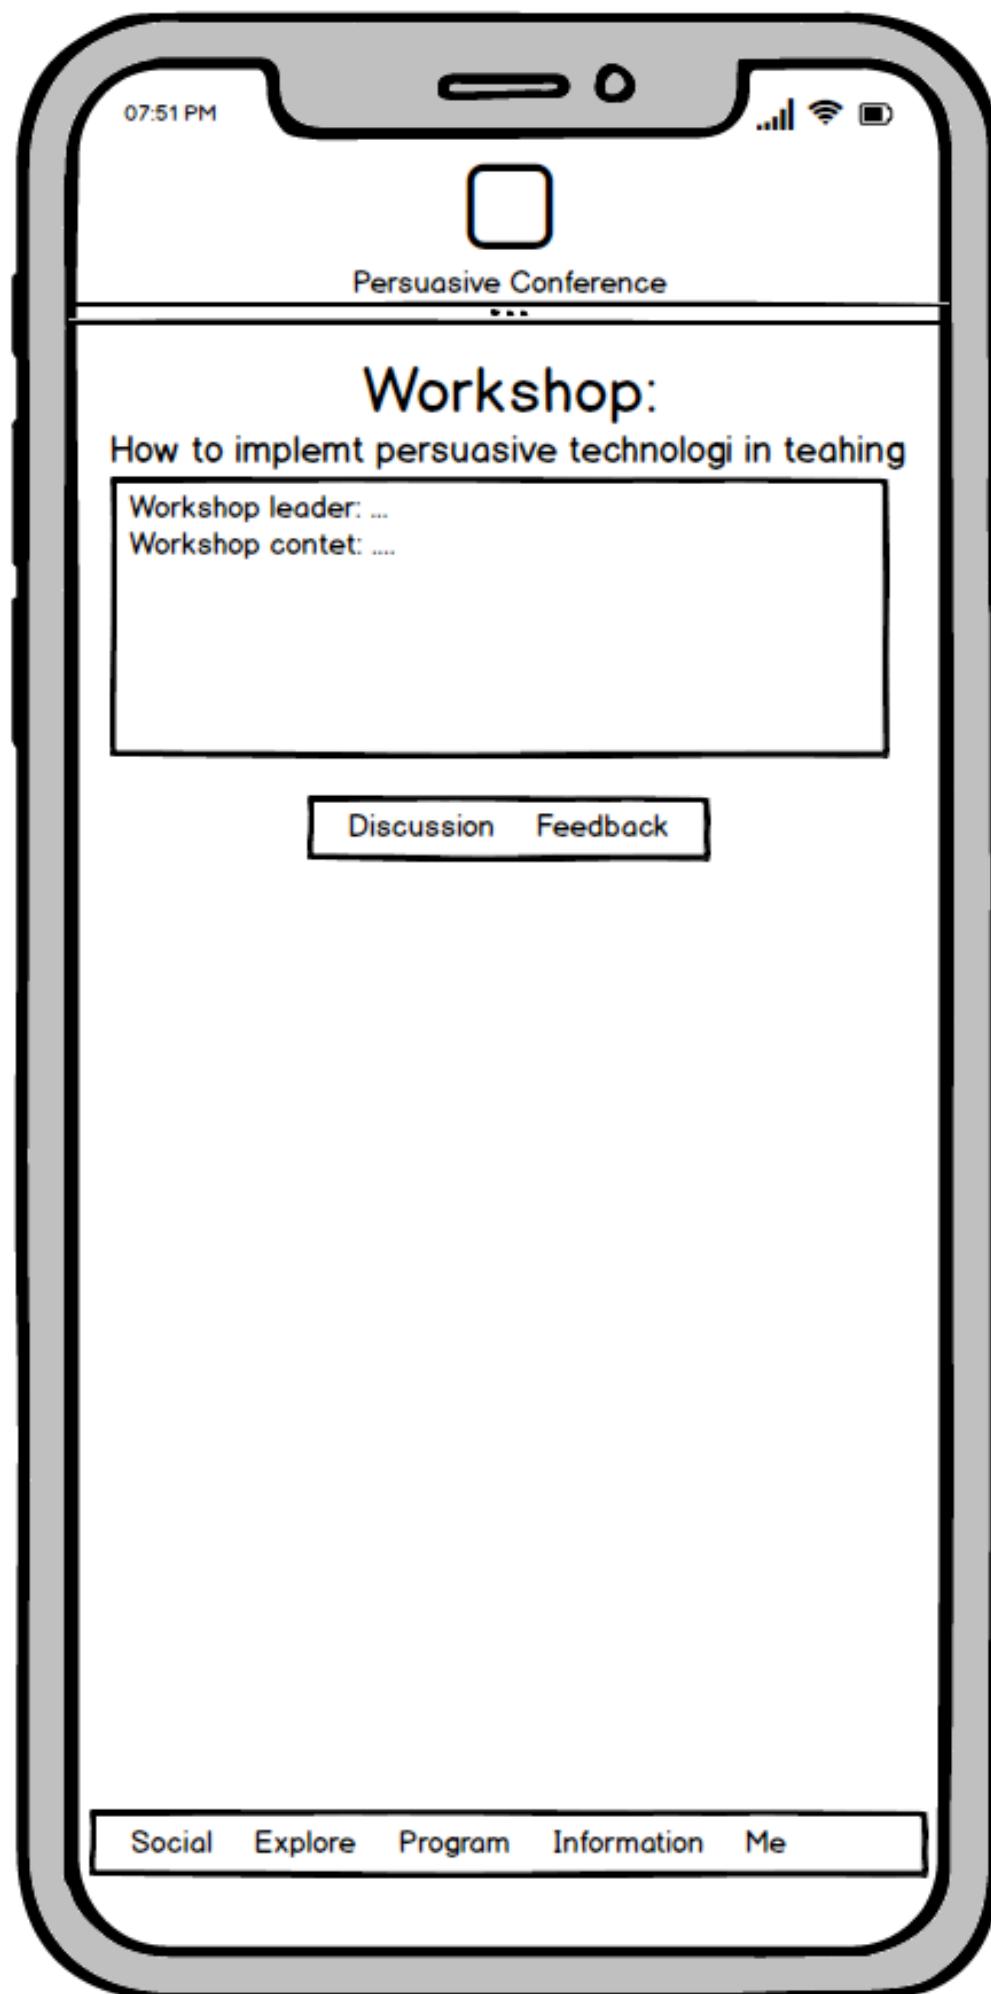 07:51 PM
Persuasive Conference
...
Workshop:
How to implemt persuasive technologi in teahing
Workshop leader: ...
Workshop contet: ....
Discussion Feedback
Social Explore Program Information Me